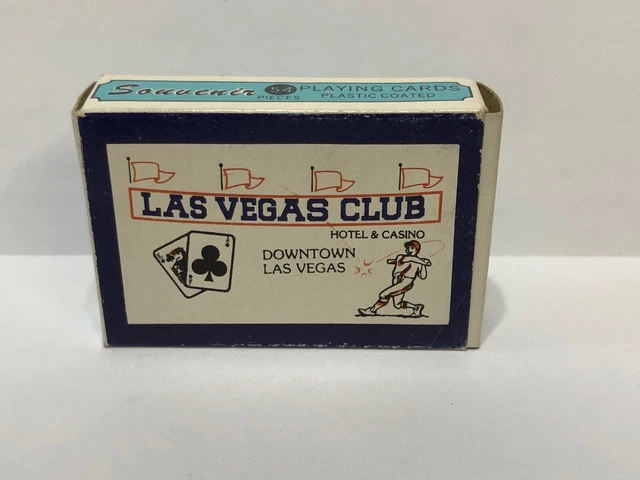 Souvenir 54 PIECES PLAYING CARDS
PLASTIC COATED
LAS VEGAS CLUB
HOTEL & CASINO
DOWNTOWN
LAS VEGAS